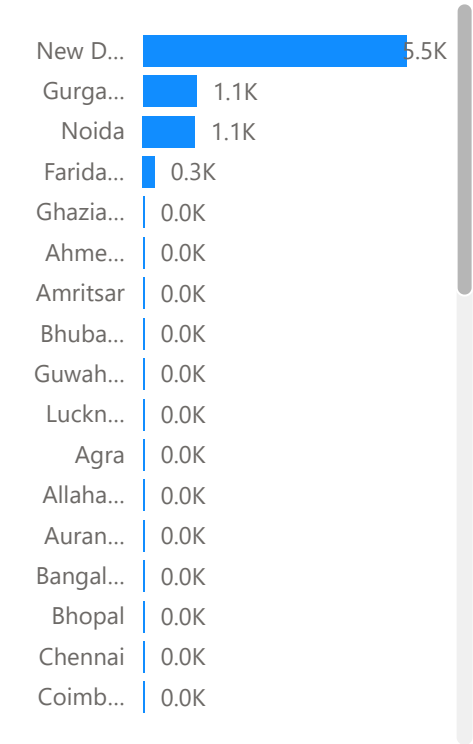 New D... 5.5K
Gurga... 1.1K
Noida 1.1K
Farida... 0.3K
Ghazia... 0.0K
Ahme... 0.0K
Amritsar 0.0K
Bhuba... 0.0K
Guwah... 0.0K
Luckn... 0.0K
Agra 0.0K
Allaha... 0.0K
Auran... 0.0K
Bangal... 0.0K
Bhopal 0.0K
Chennai 0.0K
Coimb... 0.0K